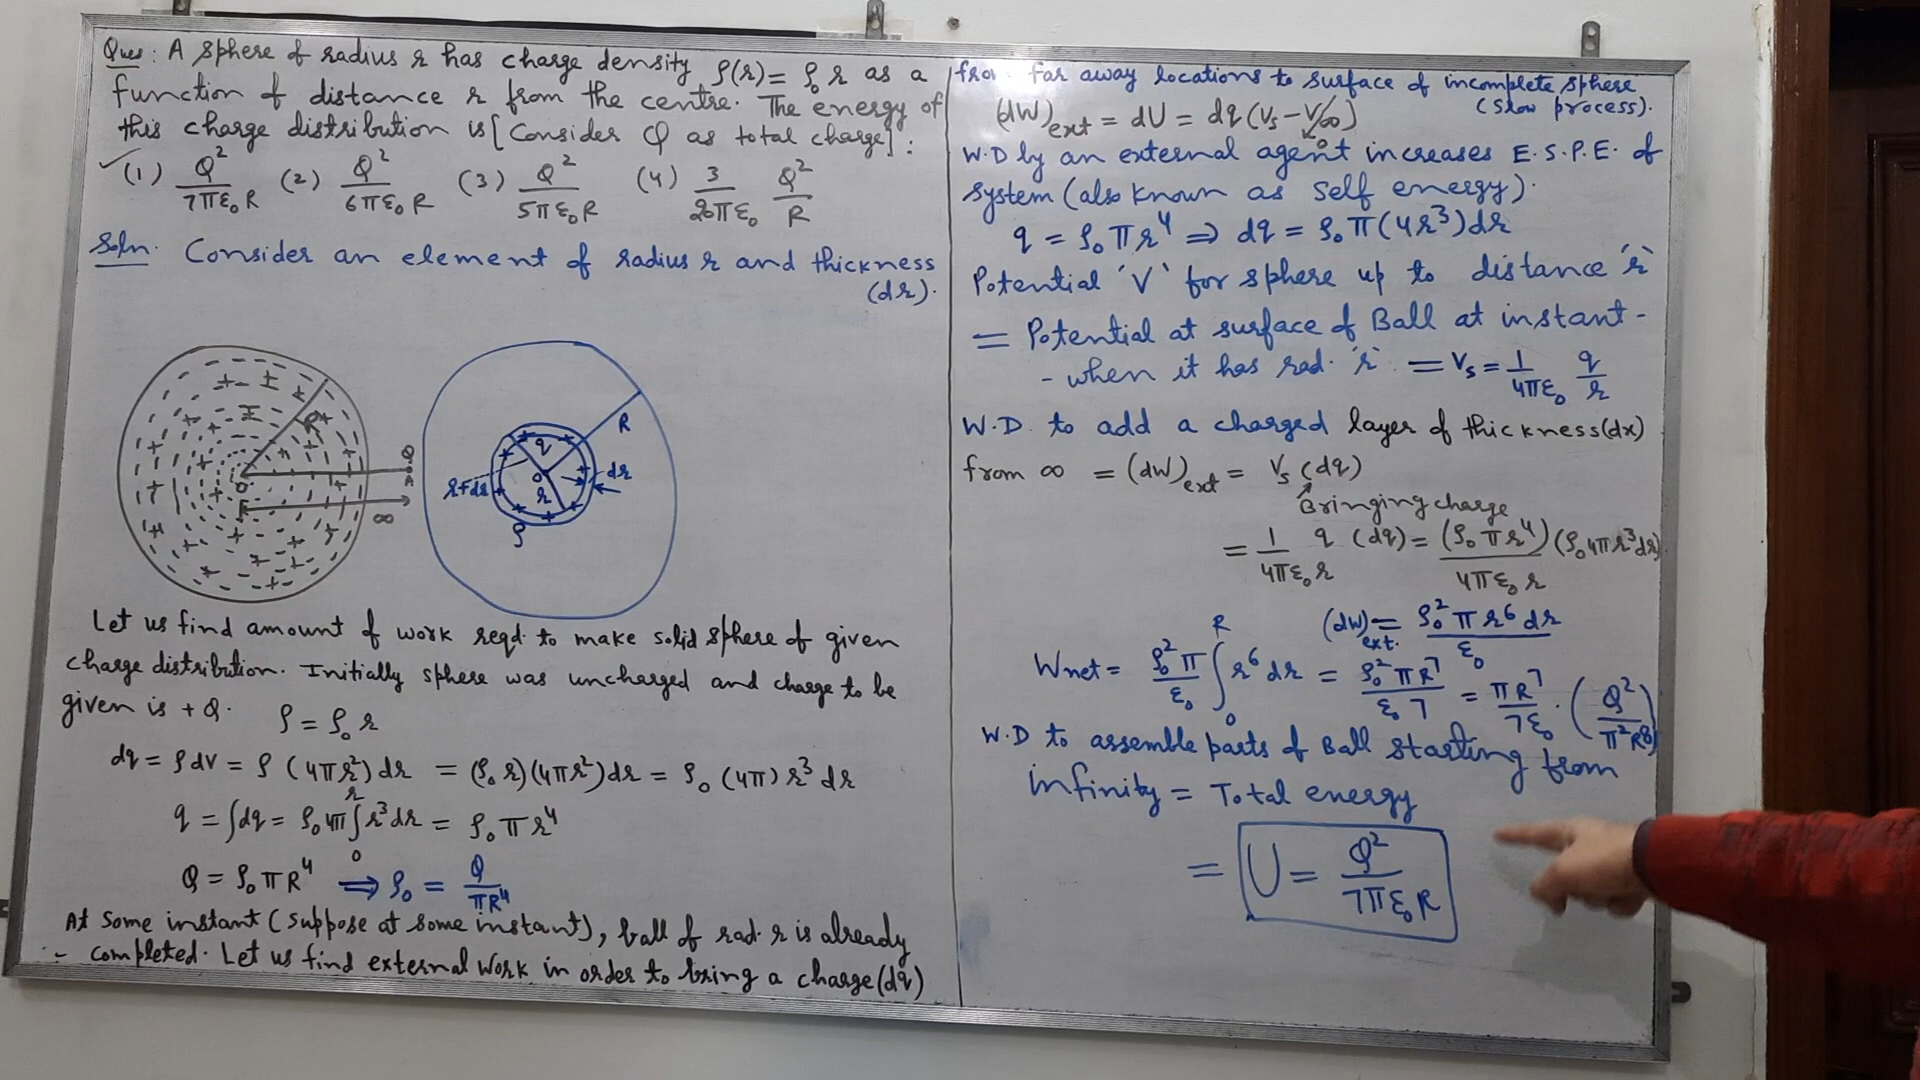 Ques: A sphere of radius r has charge density ρ(r) = ρ₀ r as a
function of distance r from the centre. The energy of
this charge distribution is [Consider Q as total charge]:
✓(1) Q²/7πε₀R (2) Q²/6πε₀R (3) Q²/5πε₀R (4) 3/20πε₀ Q²/R
Soln. Consider an element of radius r and thickness
(dr).
R
O
∞
R
q
r+dr
O
r
dr
ρ
Let us find amount of work reqd. to make solid sphere of given
charge distribution. Initially sphere was uncharged and charge to be
given is +Q. ρ = ρ₀ r
dq = ρdV = ρ (4πr²)dr = (ρ₀ r)(4πr²)dr = ρ₀ (4π) r³ dr
q = ∫dq = ρ₀ 4π ∫₀ʳ r³dr = ρ₀ π r⁴
Q = ρ₀ π R⁴ ⇒ ρ₀ = Q/πR⁴
At some instant (suppose at some instant), ball of rad. r is already
- completed. Let us find external work in order to bring a charge (dq)
from far away locations to surface of incomplete sphere
(slow process).
(dW)ext = dU = dq (Vs - V∞) 0
W.D by an external agent increases E.S.P.E. of
system (also known as self energy).
q = ρ₀ π r⁴ ⇒ dq = ρ₀ π (4r³)dr
Potential 'V' for sphere up to distance 'r'
= Potential at surface of Ball at instant -
- when it has rad. 'r' = Vs = 1/4πε₀ q/r
W.D. to add a charged layer of thickness (dx)
from ∞ = (dW)ext = Vs (dq)
Bringing charge
= 1/4πε₀ q/r (dq) = (ρ₀ π r⁴)/4πε₀ r (ρ₀ 4π r³dr)
(dW)ext. = ρ₀² π r⁶ dr/ε₀
Wnet = ρ₀² π/ε₀ ∫₀ᴿ r⁶ dr = ρ₀² π R⁷/ε₀ 7 = πR⁷/7ε₀ . (Q²/π²R⁸)
W.D to assemble parts of Ball starting from
infinity = Total energy
= U = Q²/7πε₀R